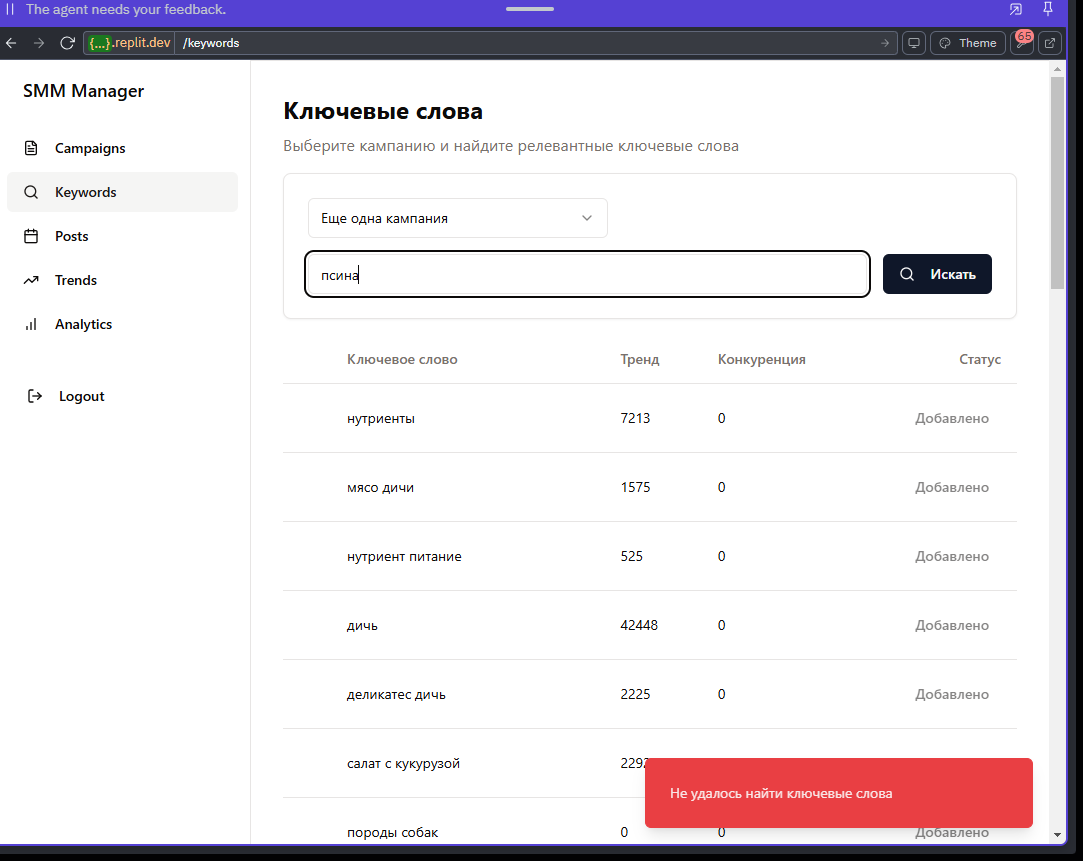 The agent needs your feedback.
{...}.replit.dev /keywords Theme 65
SMM Manager
Campaigns
Keywords
Posts
Trends
Analytics
Logout
Ключевые слова
Выберите кампанию и найдите релевантные ключевые слова
Еще одна кампания
псина Искать
Ключевое слово Тренд Конкуренция Статус
нутриенты 7213 0 Добавлено
мясо дичи 1575 0 Добавлено
нутриент питание 525 0 Добавлено
дичь 42448 0 Добавлено
деликатес дичь 2225 0 Добавлено
салат с кукурузой
Не удалось найти ключевые слова
породы собак 0 0 Добавлено